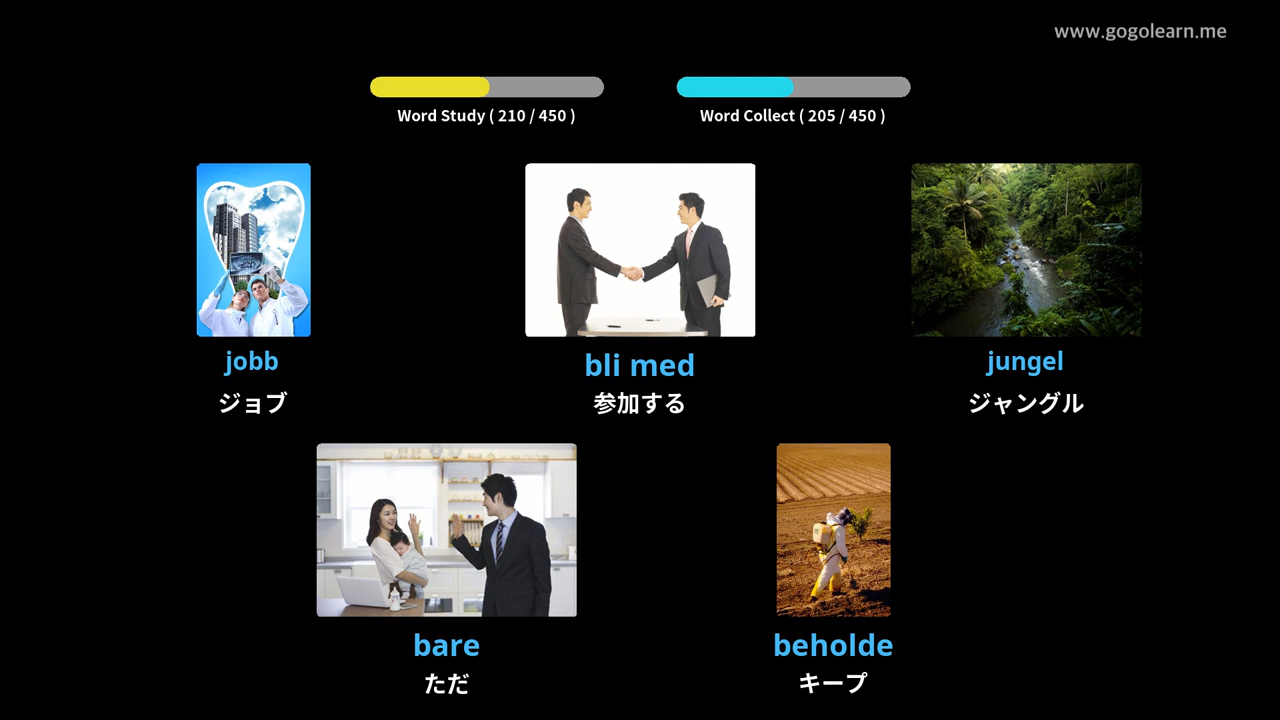 www.gogolearn.me
Word Study ( 210 / 450 )
Word Collect ( 205 / 450 )
jobb
ジョブ
bli med
参加する
jungel
ジャングル
bare
ただ
beholde
キープ